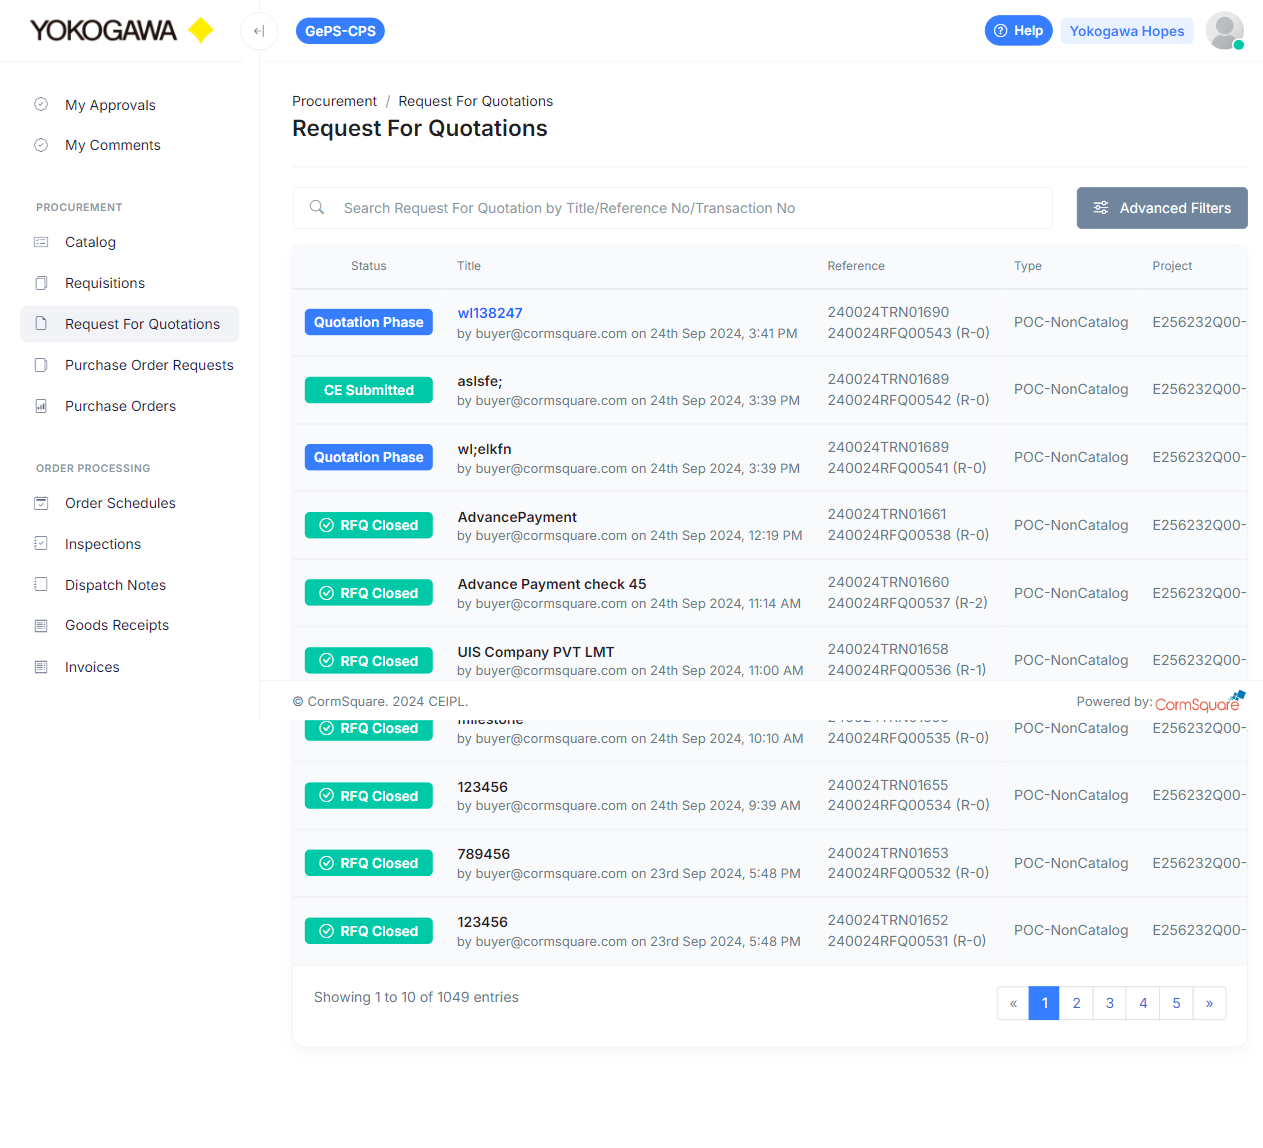 YOKOGAWA
GePS-CPS
Help
Yokogawa Hopes
My Approvals
My Comments
PROCUREMENT
Catalog
Requisitions
Request For Quotations
Purchase Order Requests
Purchase Orders
ORDER PROCESSING
Order Schedules
Inspections
Dispatch Notes
Goods Receipts
Invoices
Procurement / Request For Quotations
Request For Quotations
Search Request For Quotation by Title/Reference No/Transaction No
Advanced Filters
Status Title Reference Type Project
Quotation Phase wl138247 240024TRN01690 POC-NonCatalog E256232Q00-
by buyer@cormsquare.com on 24th Sep 2024, 3:41 PM 240024RFQ00543 (R-0)
CE Submitted aslsfe; 240024TRN01689 POC-NonCatalog E256232Q00-
by buyer@cormsquare.com on 24th Sep 2024, 3:39 PM 240024RFQ00542 (R-0)
Quotation Phase wl;elkfn 240024TRN01689 POC-NonCatalog E256232Q00-
by buyer@cormsquare.com on 24th Sep 2024, 3:39 PM 240024RFQ00541 (R-0)
RFQ Closed AdvancePayment 240024TRN01661 POC-NonCatalog E256232Q00-
by buyer@cormsquare.com on 24th Sep 2024, 12:19 PM 240024RFQ00538 (R-0)
RFQ Closed Advance Payment check 45 240024TRN01660 POC-NonCatalog E256232Q00-
by buyer@cormsquare.com on 24th Sep 2024, 11:14 AM 240024RFQ00537 (R-2)
RFQ Closed UIS Company PVT LMT 240024TRN01658 POC-NonCatalog E256232Q00-
by buyer@cormsquare.com on 24th Sep 2024, 11:00 AM 240024RFQ00536 (R-1)
© CormSquare. 2024 CEIPL. Powered by: CormSquare
RFQ Closed milestone POC-NonCatalog E256232Q00-
by buyer@cormsquare.com on 24th Sep 2024, 10:10 AM 240024RFQ00535 (R-0)
RFQ Closed 123456 240024TRN01655 POC-NonCatalog E256232Q00-
by buyer@cormsquare.com on 24th Sep 2024, 9:39 AM 240024RFQ00534 (R-0)
RFQ Closed 789456 240024TRN01653 POC-NonCatalog E256232Q00-
by buyer@cormsquare.com on 23rd Sep 2024, 5:48 PM 240024RFQ00532 (R-0)
RFQ Closed 123456 240024TRN01652 POC-NonCatalog E256232Q00-
by buyer@cormsquare.com on 23rd Sep 2024, 5:48 PM 240024RFQ00531 (R-0)
Showing 1 to 10 of 1049 entries
« 1 2 3 4 5 »